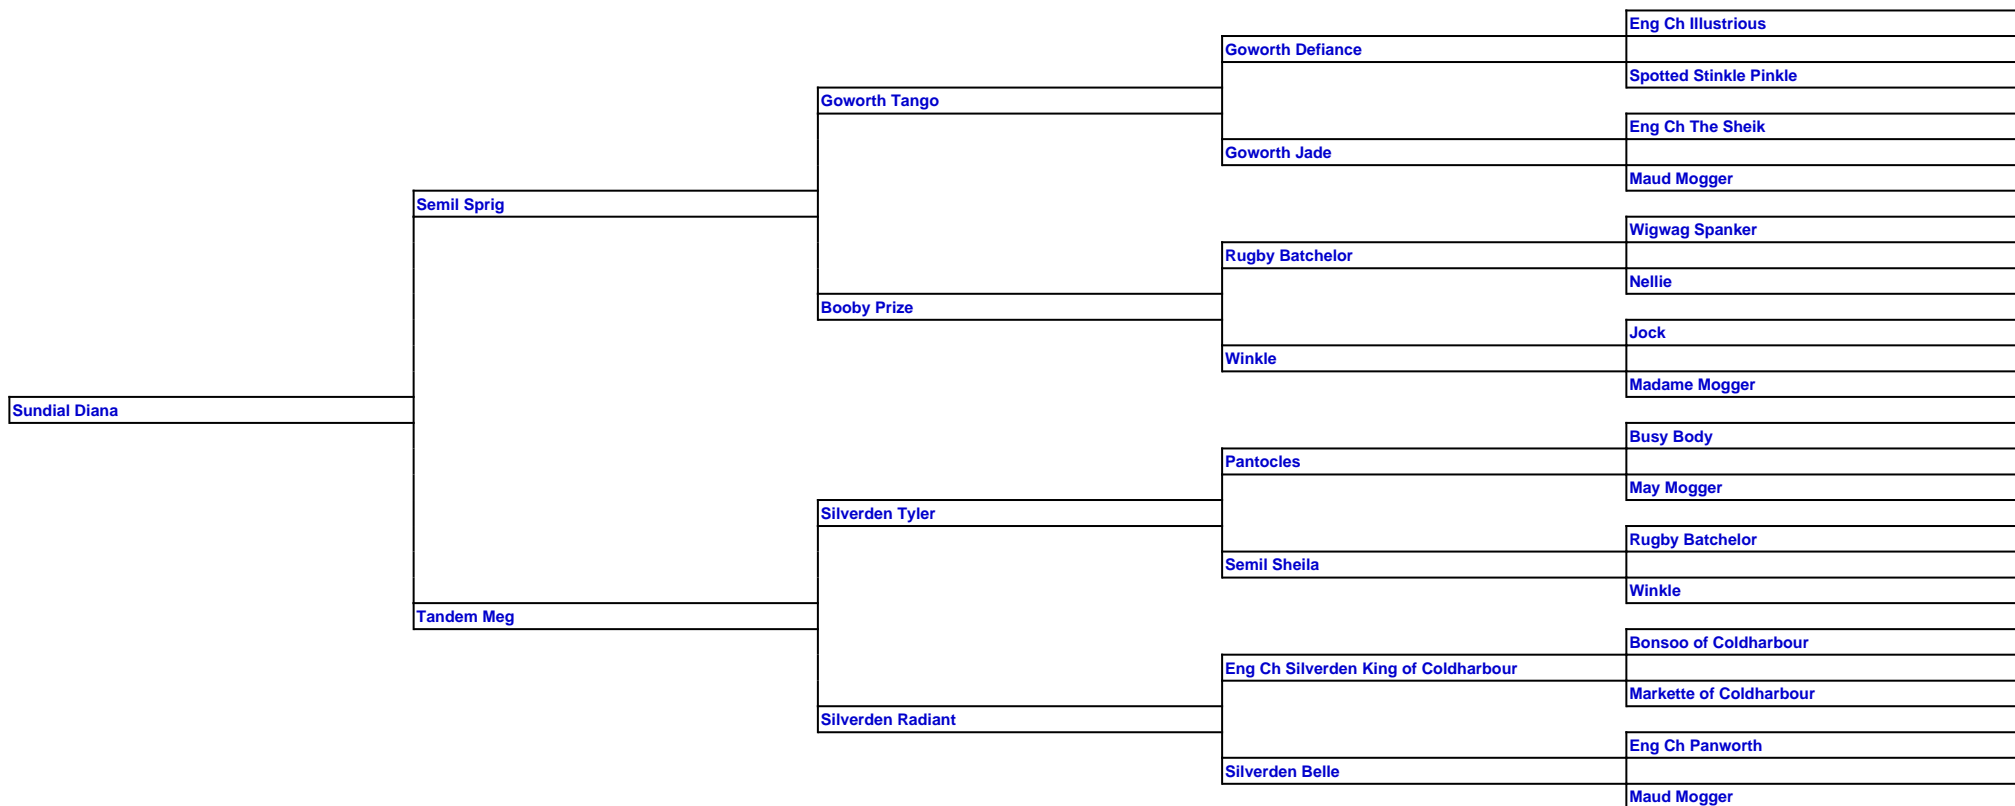 Eng Ch Illustrious
Goworth Defiance
Spotted Stinkle Pinkle
Goworth Tango
Eng Ch The Sheik
Goworth Jade
Maud Mogger
Semil Sprig
Wigwag Spanker
Rugby Batchelor
Nellie
Booby Prize
Jock
Winkle
Madame Mogger
Sundial Diana
Busy Body
Pantocles
May Mogger
Silverden Tyler
Rugby Batchelor
Semil Sheila
Winkle
Tandem Meg
Bonsoo of Coldharbour
Eng Ch Silverden King of Coldharbour
Markette of Coldharbour
Silverden Radiant
Eng Ch Panworth
Silverden Belle
Maud Mogger